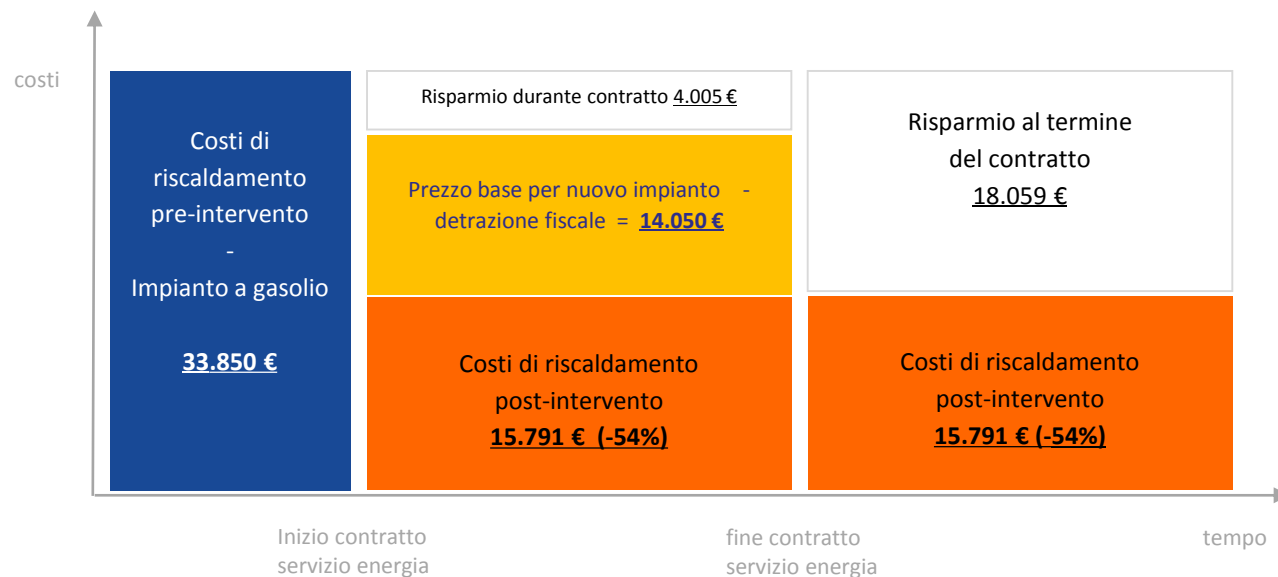 costi
Costi di
riscaldamento
pre-intervento
-
Impianto a gasolio
33.850 €
Risparmio durante contratto 4.005 €
Prezzo base per nuovo impianto -
detrazione fiscale = 14.050 €
Costi di riscaldamento
post-intervento
15.791 € (-54%)
Risparmio al termine
del contratto
18.059 €
Costi di riscaldamento
post-intervento
15.791 € (-54%)
Inizio contratto
servizio energia
fine contratto
servizio energia
tempo